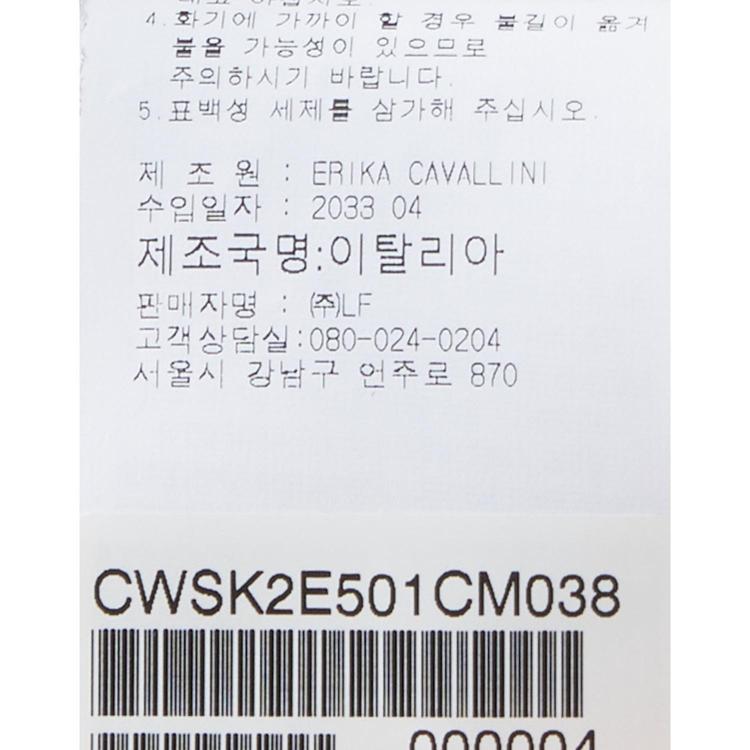 4.화기에 가까이 할 경우 불길이 옮겨
붙을 가능성이 있으므로
주의하시기 바랍니다.
5.표백성 세제를 삼가해 주십시오.
제 조 원 : ERIKA CAVALLINI
수입일자 : 2033 04
제조국명:이탈리아
판매자명 : ㈜LF
고객상담실:080-024-0204
서울시 강남구 언주로 870
CWSK2E501CM038
000004